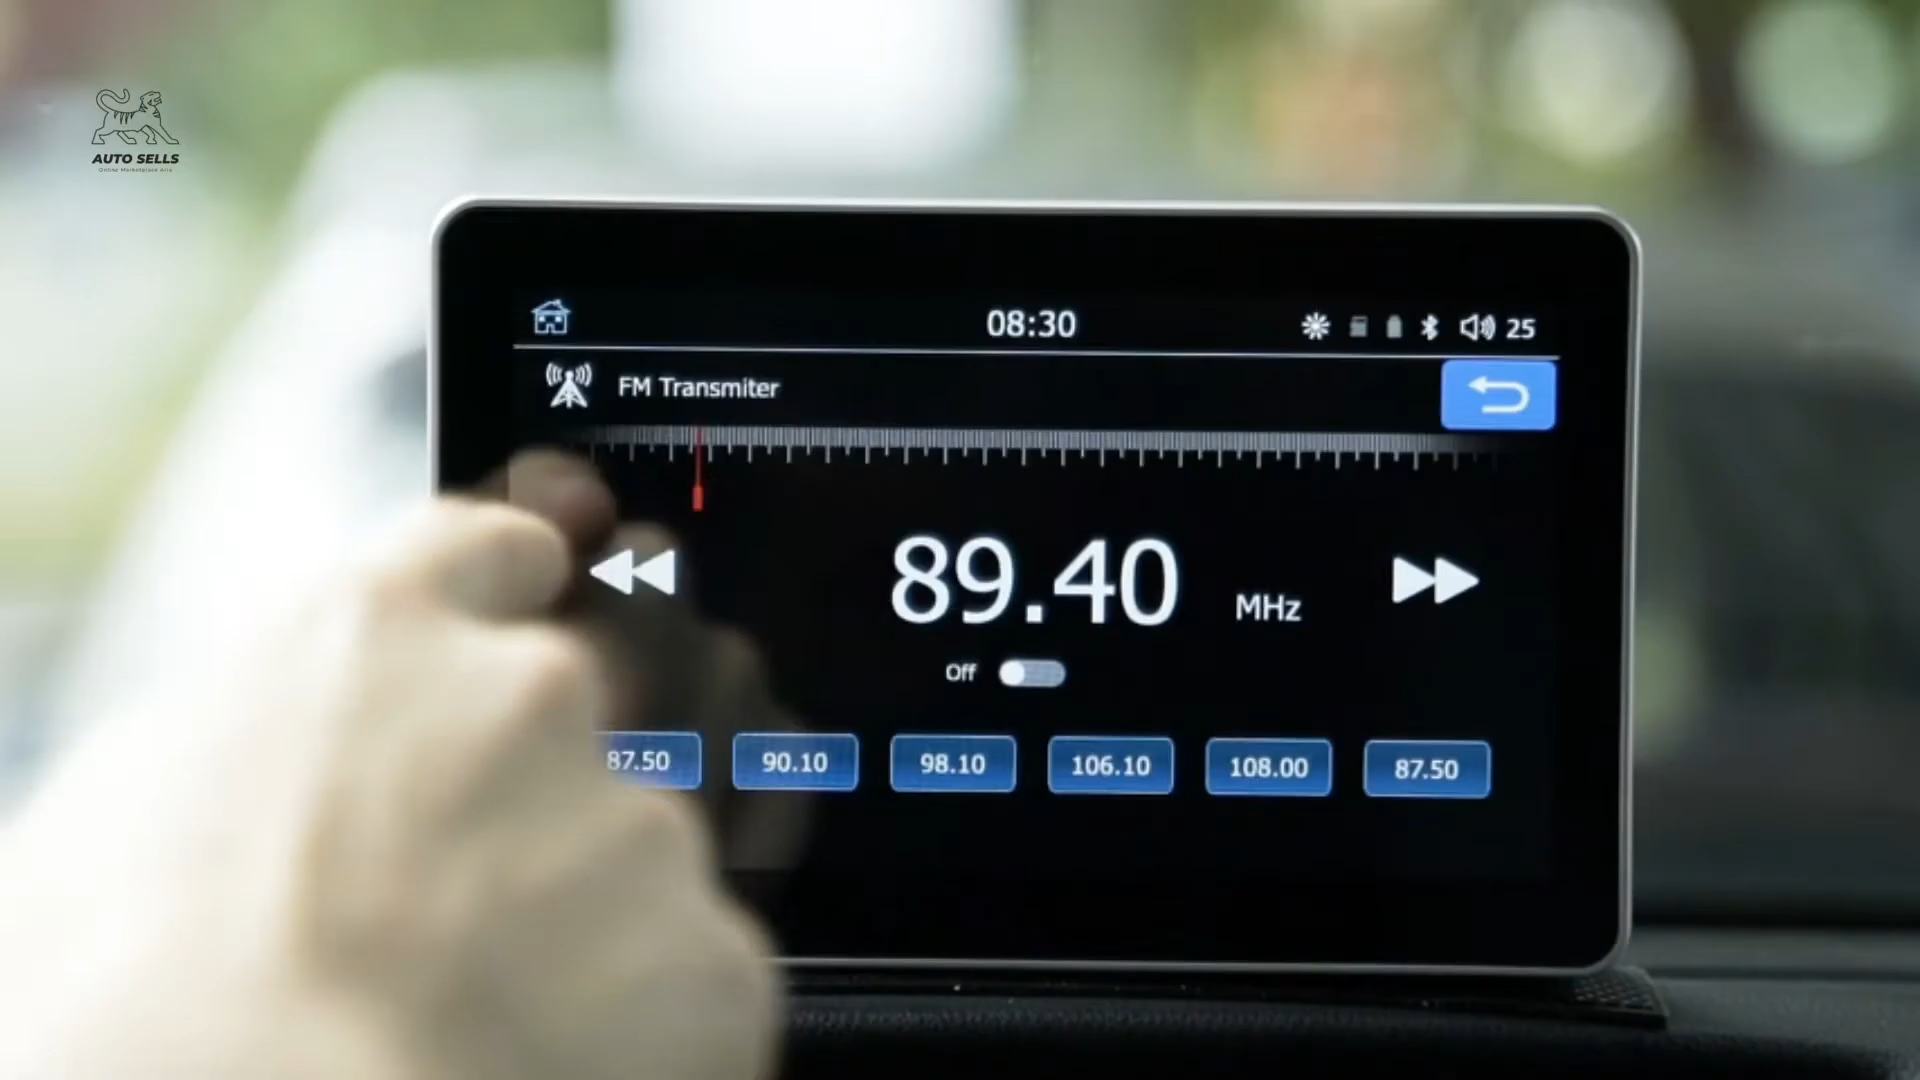 AUTO SELLS
Online Marketplace Asia
08:30
25
FM Transmiter
89.40 MHz
Off
87.50 90.10 98.10 106.10 108.00 87.50